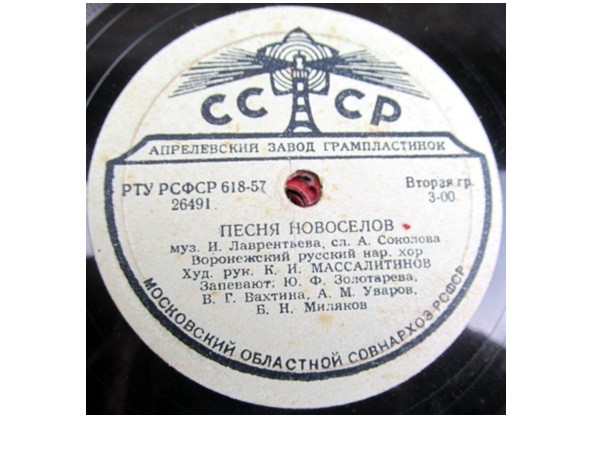 СССР
АПРЕЛЕВСКИЙ ЗАВОД ГРАМПЛАСТИНОК
РТУ РСФСР 618-57
26491
Вторая гр.
3-00
ПЕСНЯ НОВОСЕЛОВ
муз. И. Лаврентьева, сл. А. Соколова
Воронежский русский нар. хор
Худ. рук. К. И. МАССАЛИТИНОВ
Запевают: Ю. Ф. Золотарева,
В. Г. Вахтина, А. М. Уваров,
Б. Н. Миляков
МОСКОВСКИЙ ОБЛАСТНОЙ СОВНАРХОЗ РСФСР